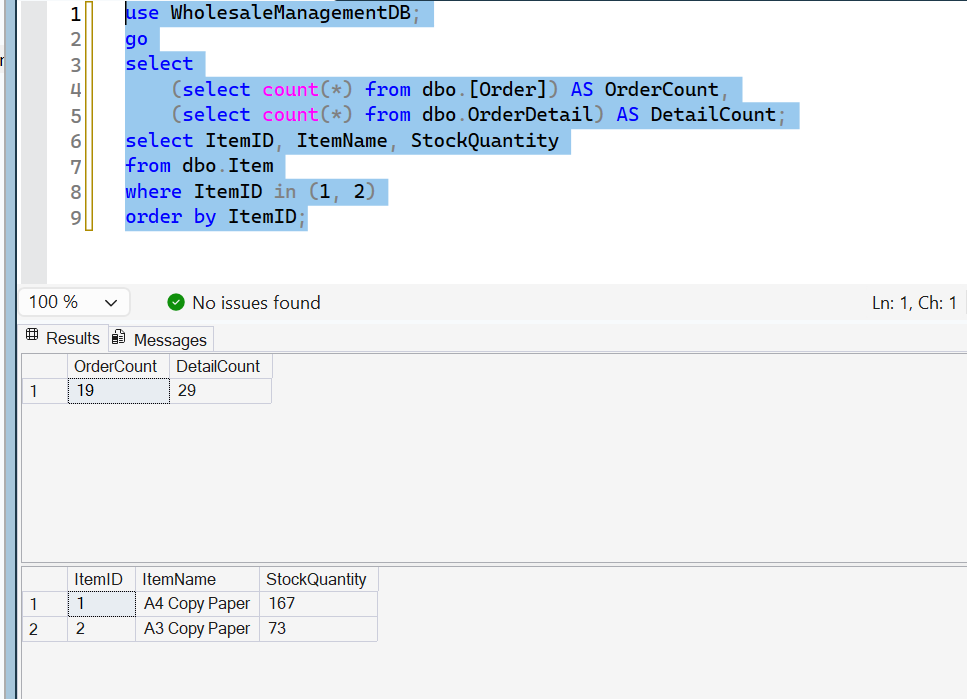 1 use WholesaleManagementDB;
2 go
3 select
4 (select count(*) from dbo.[Order]) AS OrderCount,
5 (select count(*) from dbo.OrderDetail) AS DetailCount;
6 select ItemID, ItemName, StockQuantity
7 from dbo.Item
8 where ItemID in (1, 2)
9 order by ItemID;
100 % No issues found Ln: 1, Ch: 1
Results Messages
OrderCount DetailCount
1 19 29
ItemID ItemName StockQuantity
1 1 A4 Copy Paper 167
2 2 A3 Copy Paper 73